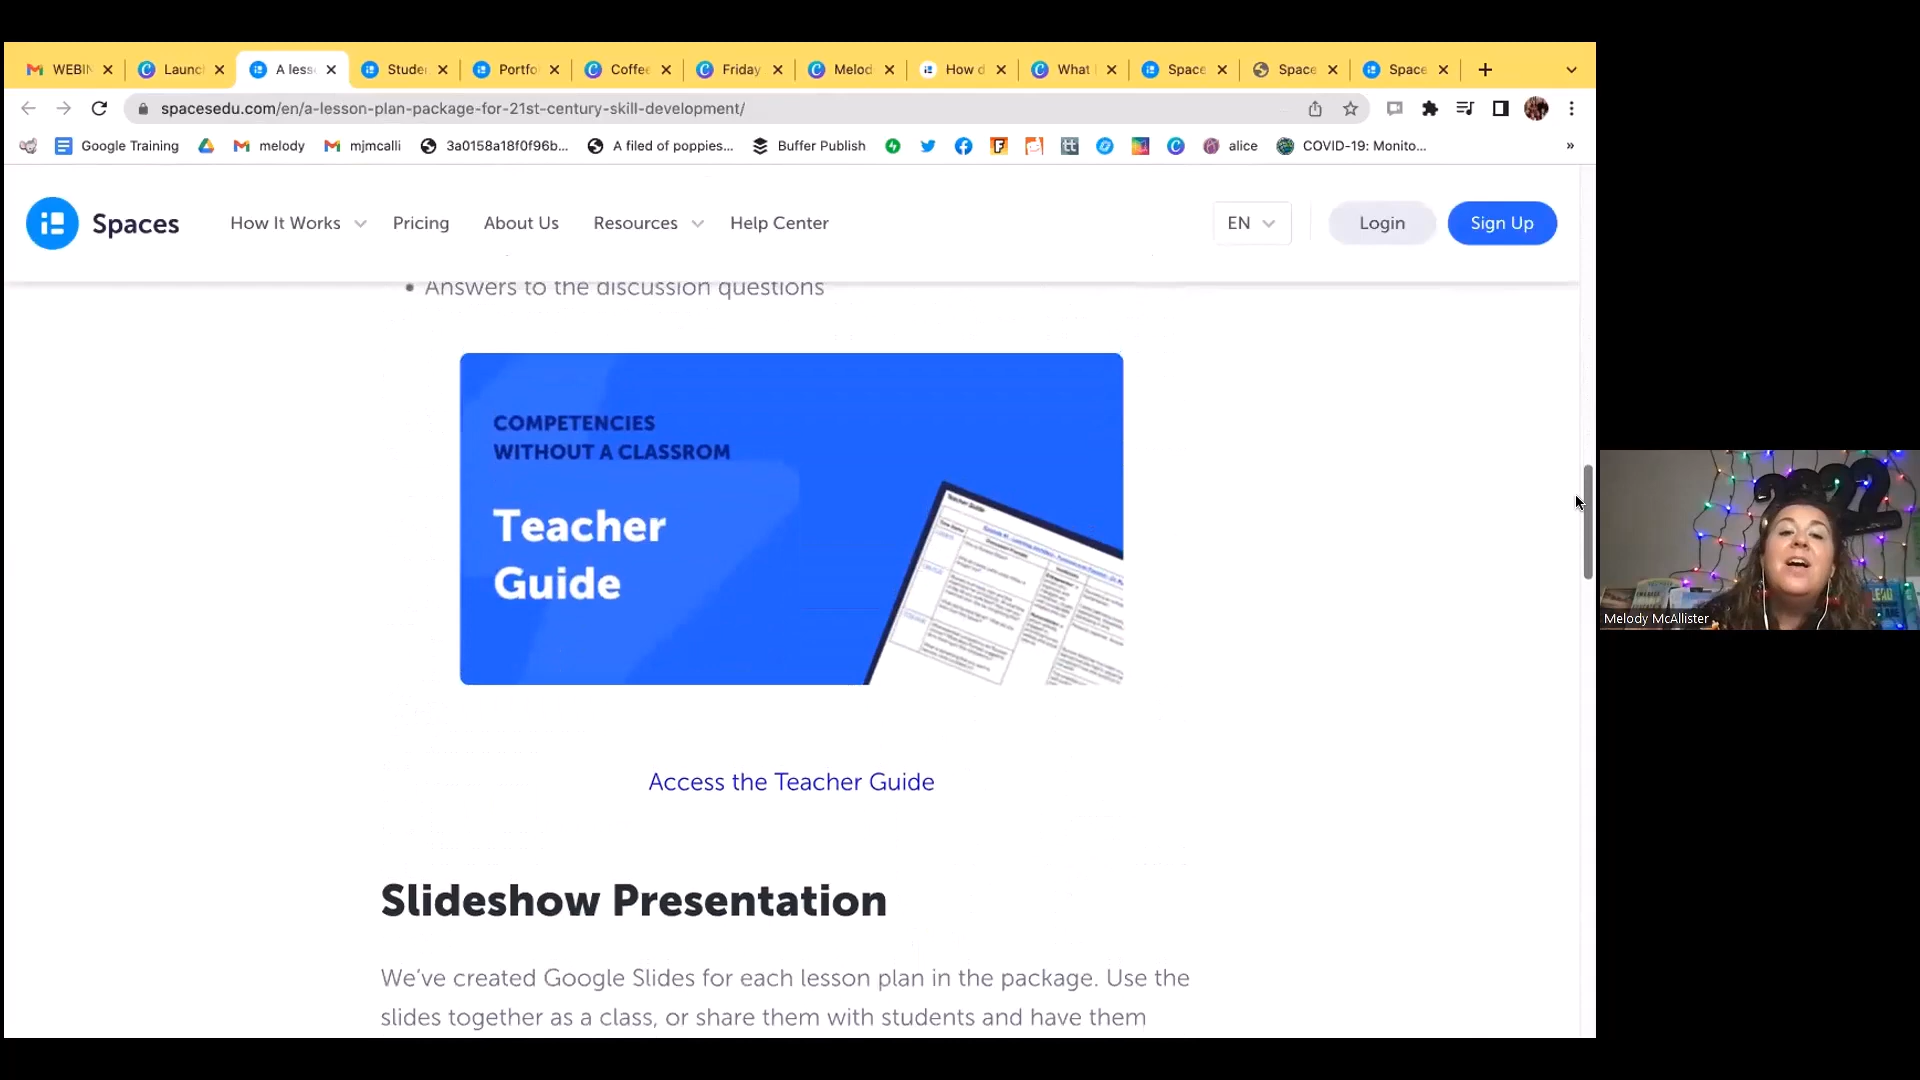 WEBIN
Launc
A less
Studen
Portfo
Coffee
Friday
Melod
How d
What
Space
Space
Space
spacesedu.com/en/a-lesson-plan-package-for-21st-century-skill-development/
Google Training
melody
mjmcalli
3a0158a18f0f96b...
A filed of poppies...
Buffer Publish
alice
COVID-19: Monito...
»
Spaces
How It Works
Pricing
About Us
Resources
Help Center
EN
Login
Sign Up
• Answers to the discussion questions
COMPETENCIES
WITHOUT A CLASSROM
Teacher
Guide
Teacher Guide
Access the Teacher Guide
Slideshow Presentation
We've created Google Slides for each lesson plan in the package. Use the
slides together as a class, or share them with students and have them
2022
Melody McAllister